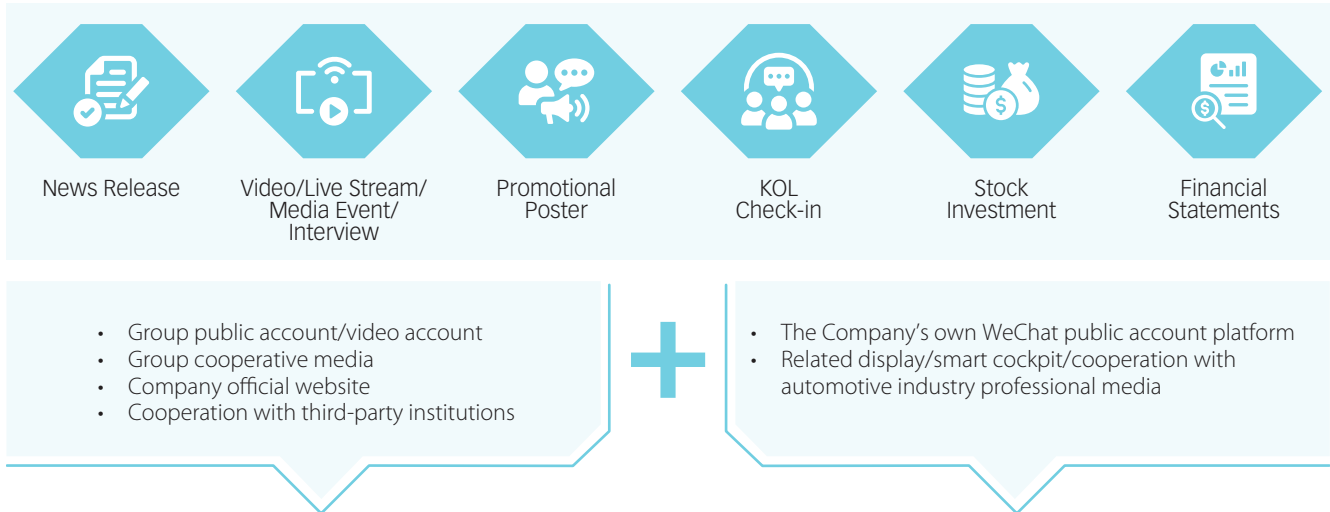 News Release
Video/Live Stream/
Media Event/
Interview
Promotional
Poster
KOL
Check-in
Stock
Investment
Financial
Statements
• Group public account/video account
• Group cooperative media
• Company official website
• Cooperation with third-party institutions
• The Company’s own WeChat public account platform
• Related display/smart cockpit/cooperation with
automotive industry professional media